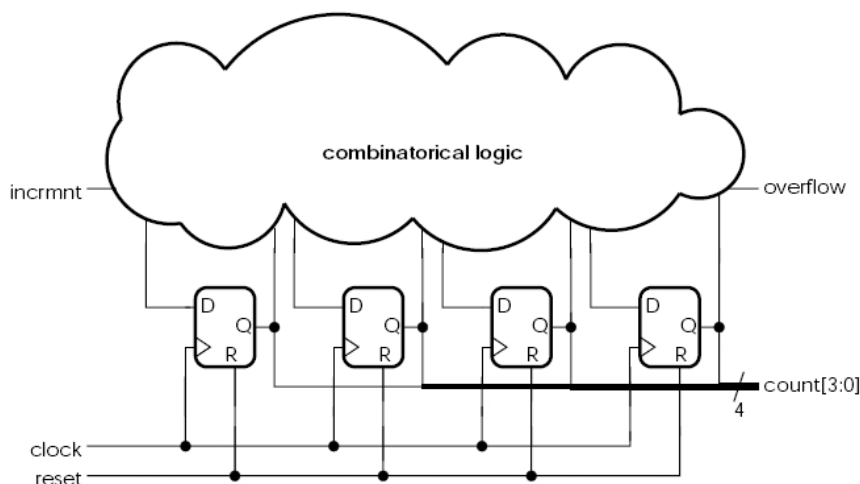 combinatorical logic
incrmnt
overflow
D
Q
R
D
Q
R
D
Q
R
D
Q
R
count[3:0]
4
clock
reset